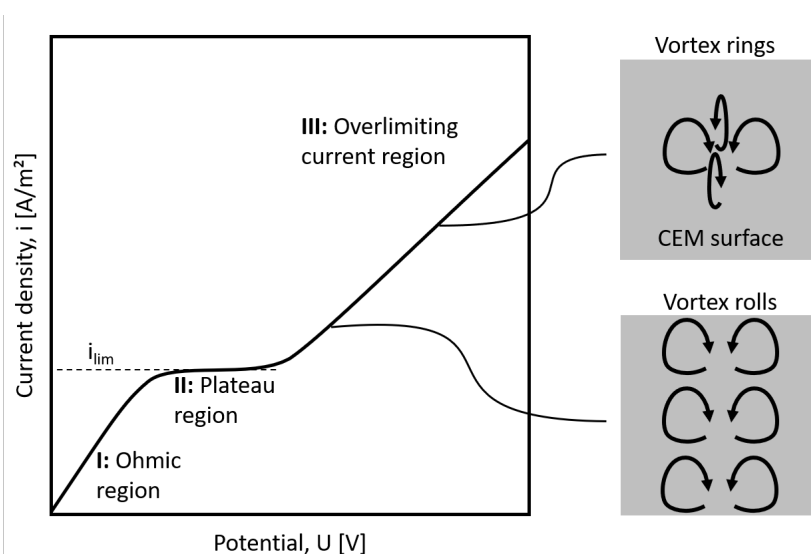 Vortex rings
III: Overlimiting
current region
CEM surface
Vortex rolls
Current density, i [A/m²]
i_lim
II: Plateau
region
I: Ohmic
region
Potential, U [V]